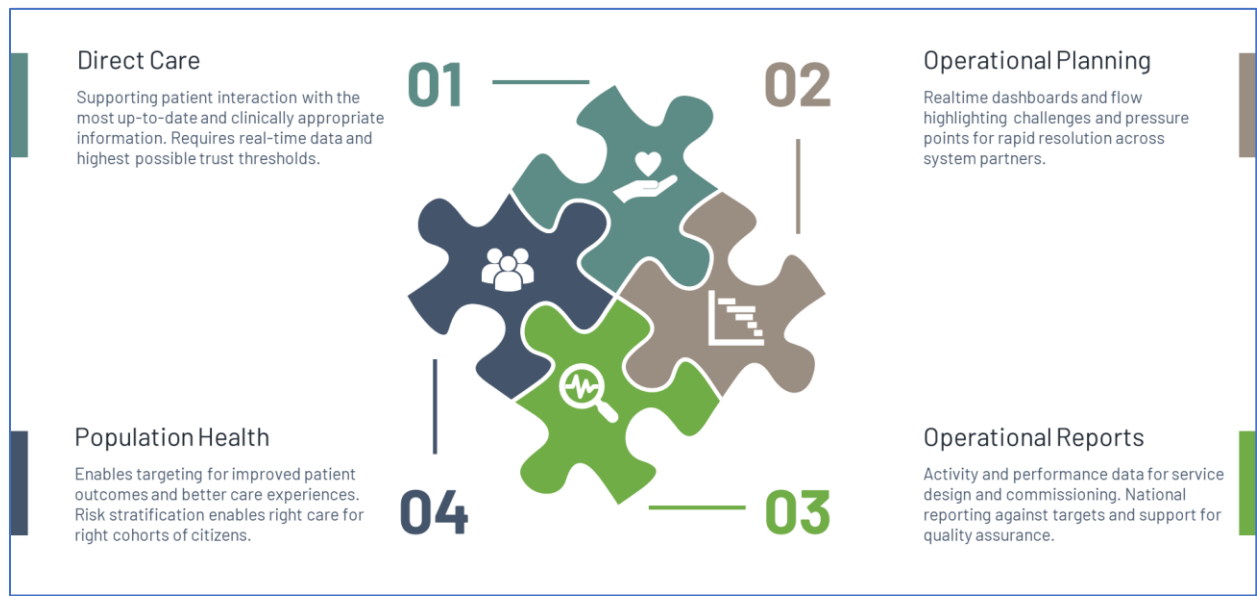 Direct Care
Supporting patient interaction with the
most up-to-date and clinically appropriate
information. Requires real-time data and
highest possible trust thresholds.
01
02
Operational Planning
Realtime dashboards and flow
highlighting challenges and pressure
points for rapid resolution across
system partners.
Population Health
Enables targeting for improved patient
outcomes and better care experiences.
Risk stratification enables right care for
right cohorts of citizens.
04
03
Operational Reports
Activity and performance data for service
design and commissioning. National
reporting against targets and support for
quality assurance.